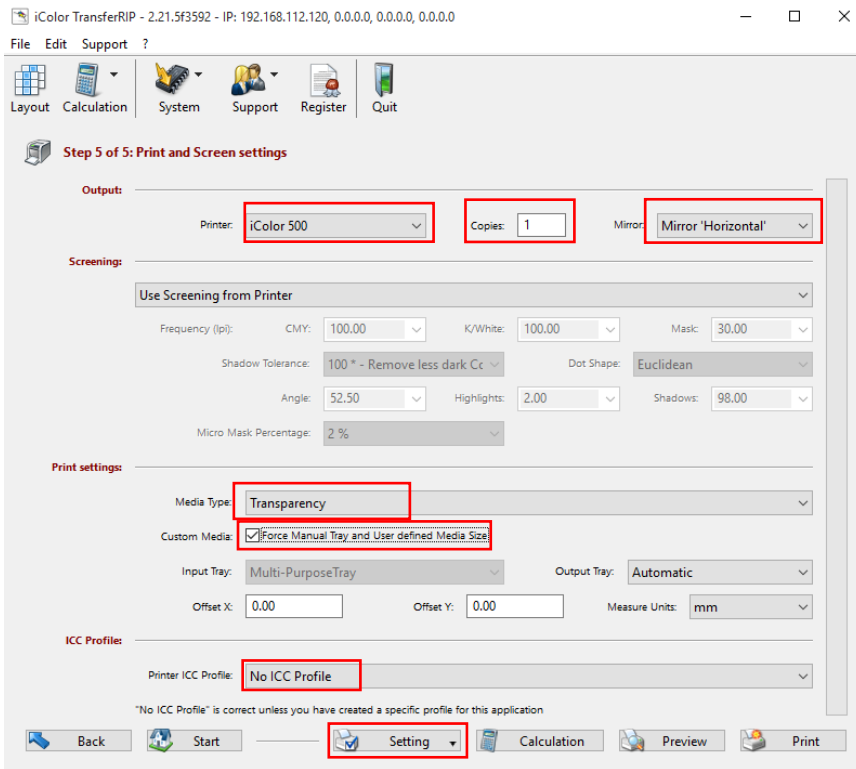 iColor TransferRIP - 2.21.5f3592 - IP: 192.168.112.120, 0.0.0.0, 0.0.0.0, 0.0.0.0
File Edit Support ?
Layout Calculation System Support Register Quit
Step 5 of 5: Print and Screen settings
Output:
Printer: iColor 500 Copies: 1 Mirror: Mirror 'Horizontal'
Screening:
Use Screening from Printer
Frequency (lpi): CMY: 100.00 K/White: 100.00 Mask: 30.00
Shadow Tolerance: 100 * - Remove less dark Cc Dot Shape: Euclidean
Angle: 52.50 Highlights: 2.00 Shadows: 98.00
Micro Mask Percentage: 2 %
Print settings:
Media Type: Transparency
Custom Media: Force Manual Tray and User defined Media Size
Input Tray: Multi-PurposeTray Output Tray: Automatic
Offset X: 0.00 Offset Y: 0.00 Measure Units: mm
ICC Profile:
Printer ICC Profile: No ICC Profile
"No ICC Profile" is correct unless you have created a specific profile for this application
Back Start Setting Calculation Preview Print